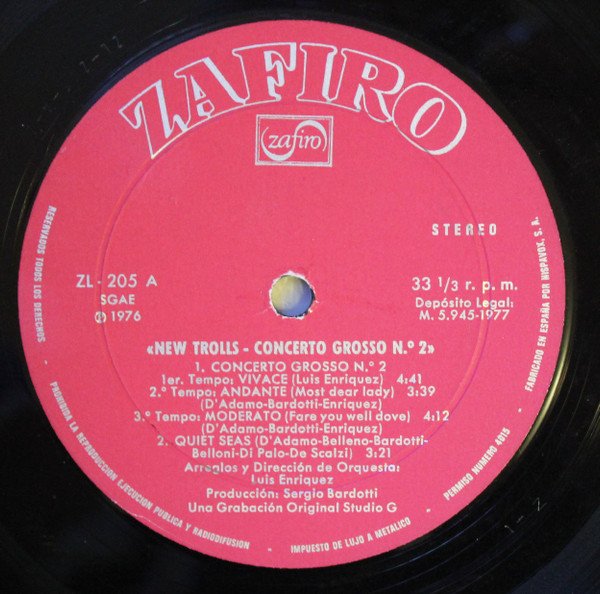 ZAFIRO
(zafiro)
STEREO
ZL - 205 A
SGAE
Ⓟ 1976
33 1/3 r. p. m.
Depósito Legal:
M. 5.945-1977
«NEW TROLLS - CONCERTO GROSSO N.º 2»
1. CONCERTO GROSSO N.º 2
1er. Tempo: VIVACE (Luis Enriquez) 4:41
2.º Tempo: ANDANTE (Most dear lady) 3:39
(D'Adamo-Bardotti-Enriquez)
3.º Tempo: MODERATO (Fare you well dove) 4:12
(D'Adamo-Bardotti-Enriquez)
2. QUIET SEAS (D'Adamo-Belleno-Bardotti-
Belloni-Di Palo-De Scalzi) 3:21
Arreglos y Dirección de Orquesta:
Luis Enriquez
Producción: Sergio Bardotti
Una Grabación Original Studio G
RESERVADOS TODOS LOS DERECHOS · PROHIBIDA LA REPRODUCCION EJECUCION PUBLICA Y RADIODIFUSION · IMPUESTO DE LUJO A METALICO · PERMISO NUMERO 4015 · FABRICADO EN ESPAÑA POR HISPAVOX, S. A.